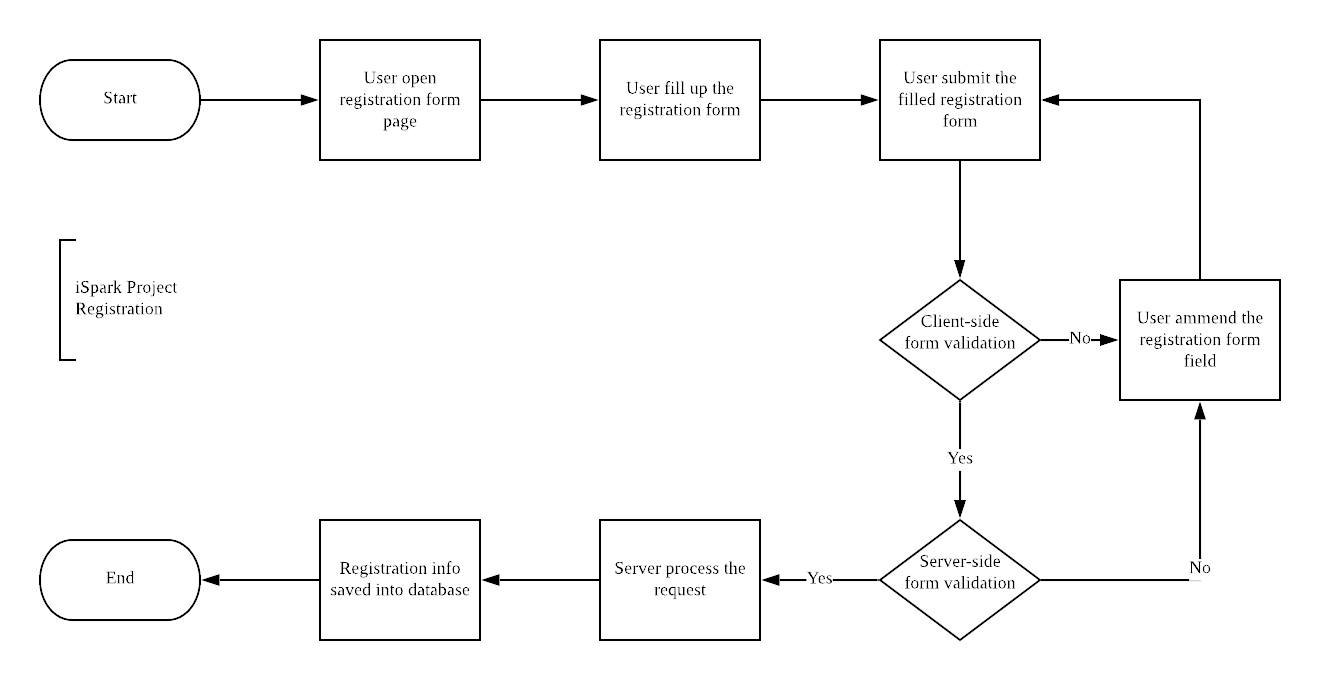 Start
User open
registration form
page
User fill up the
registration form
User submit the
filled registration
form
iSpark Project
Registration
Client-side
form validation
No
User ammend the
registration form
field
Yes
End
Registration info
saved into database
Server process the
request
Yes
Server-side
form validation
No